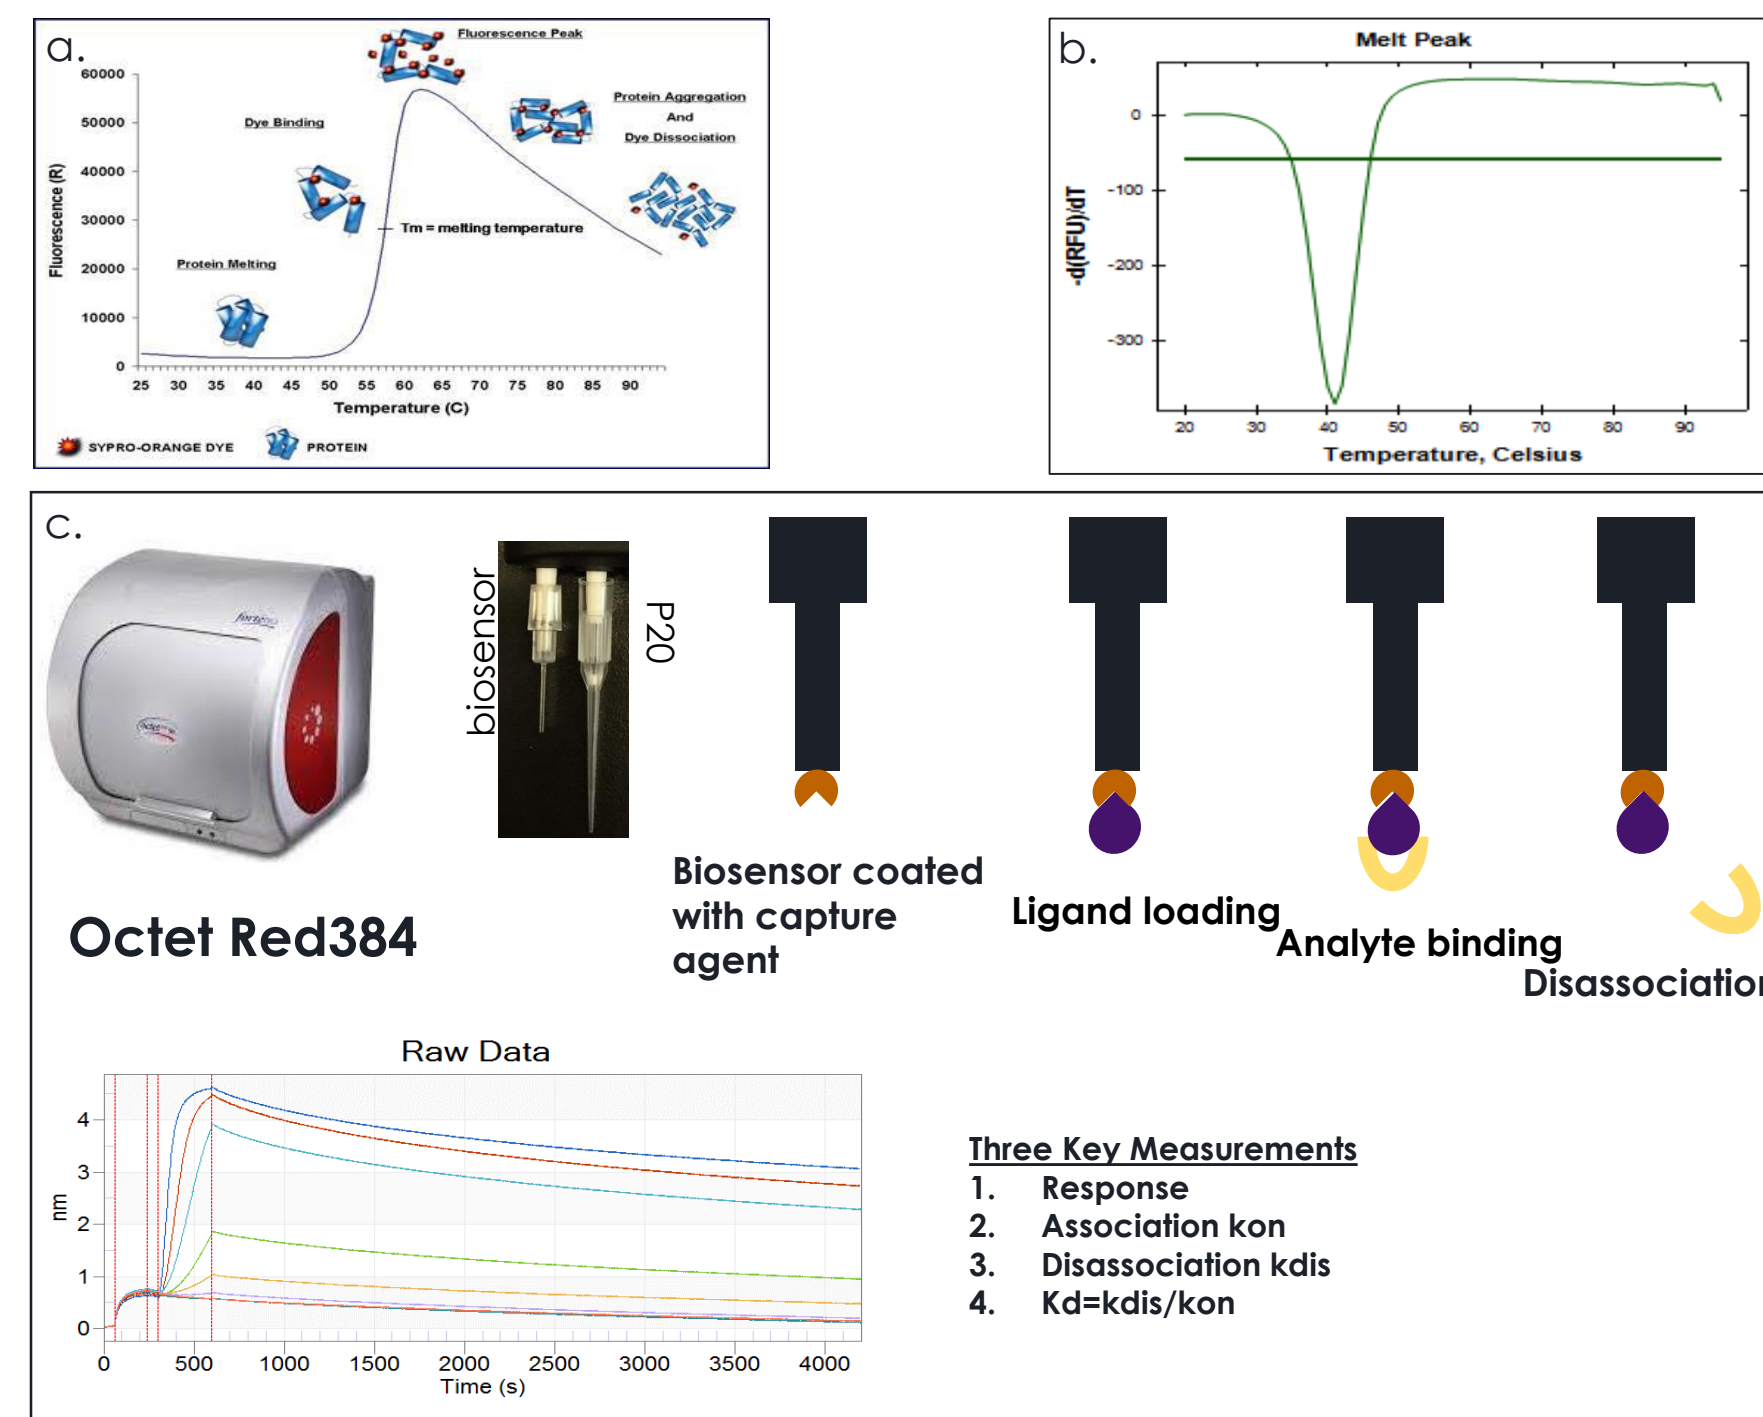 a.
Fluorescence Peak
60000
50000
40000
30000
20000
10000
0
Fluorescence (R)
Dye Binding
Protein Aggregation
And
Dye Dissociation
Tm = melting temperature
Protein Melting
25 30 35 40 45 50 55 60 65 70 75 80 85 90
Temperature (C)
SYPRO-ORANGE DYE
PROTEIN
b.
Melt Peak
0
-100
-200
-300
-d(RFU)/dT
20 30 40 50 60 70 80 90
Temperature, Celsius
c.
biosensor
P20
Octet Red384
Biosensor coated
with capture
agent
Ligand loading
Analyte binding
Disassociation
Raw Data
4
3
2
1
0
nm
0 500 1000 1500 2000 2500 3000 3500 4000
Time (s)
Three Key Measurements
1. Response
2. Association kon
3. Disassociation kdis
4. Kd=kdis/kon